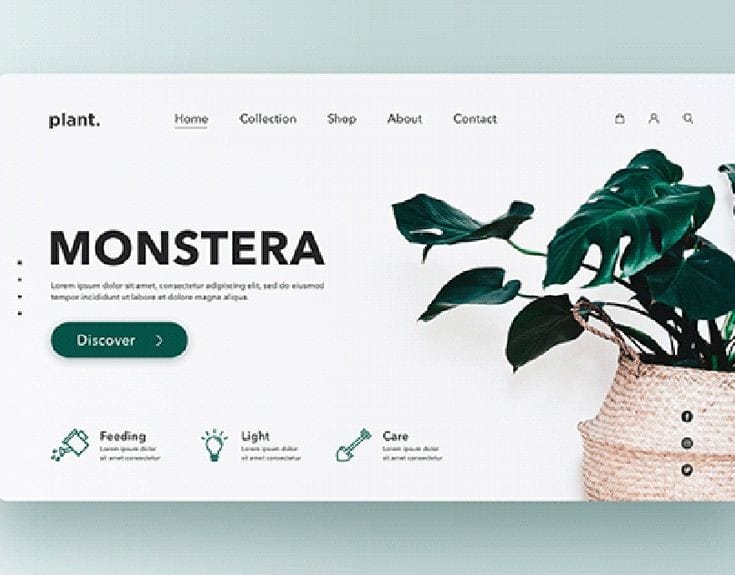 plant.
Home Collection Shop About Contact
MONSTERA
Lorem ipsum dolor sit amet, consectetur adipiscing elit, sed do eiusmod
tempor incididunt ut labore et dolore magna aliqua.
Discover
Feeding
Lorem ipsum dolor
sit amet consectetur
Light
Lorem ipsum dolor
sit amet consectetur
Care
Lorem ipsum dolor
sit amet consectetur